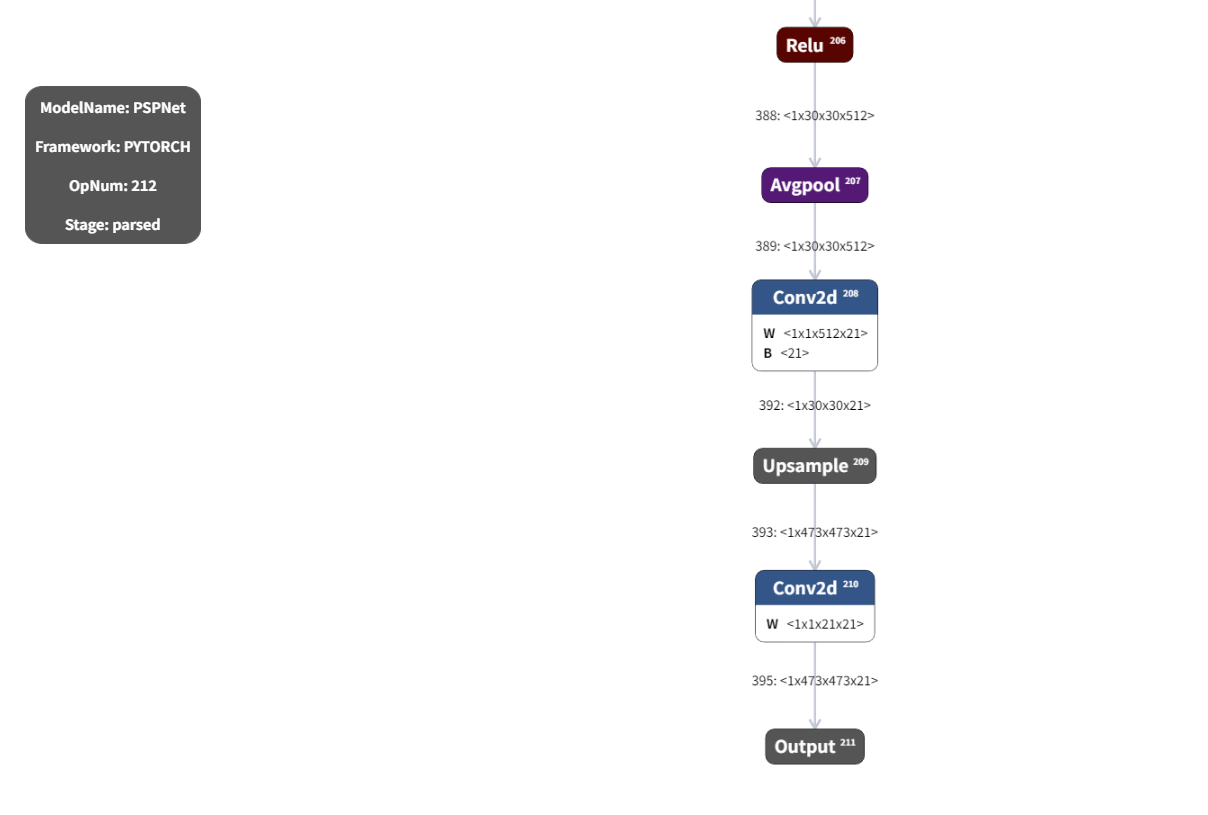 ModelName: PSPNet
Framework: PYTORCH
OpNum: 212
Stage: parsed
Relu 206
388: <1x30x30x512>
Avgpool 207
389: <1x30x30x512>
Conv2d 208
W <1x1x512x21>
B <21>
392: <1x30x30x21>
Upsample 209
393: <1x473x473x21>
Conv2d 210
W <1x1x21x21>
395: <1x473x473x21>
Output 211